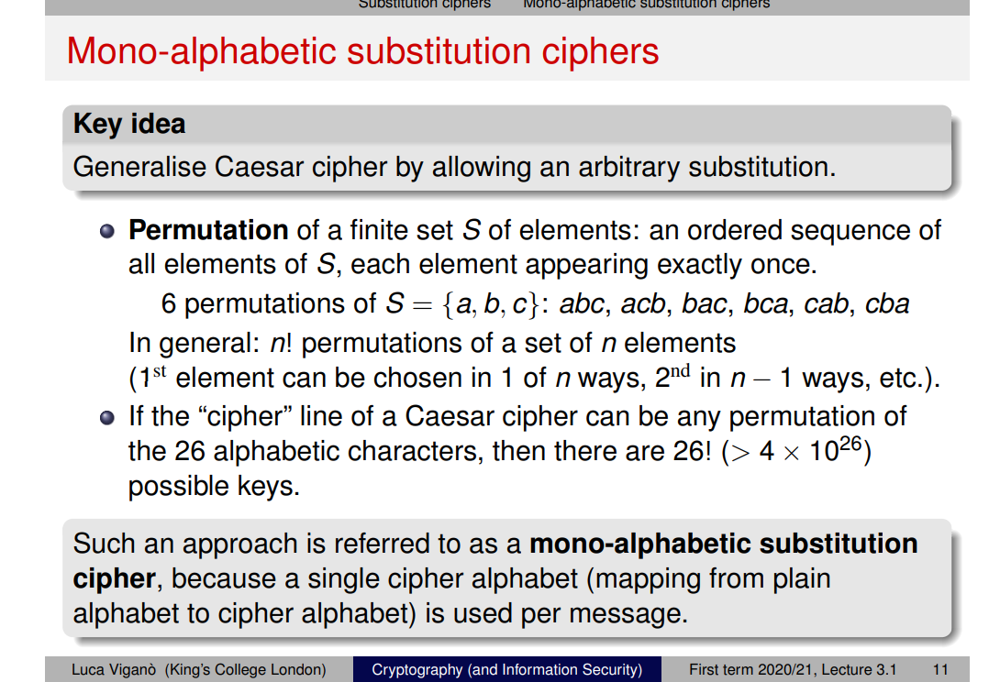 Substitution ciphers Mono-alphabetic substitution ciphers
Mono-alphabetic substitution ciphers
Key idea
Generalise Caesar cipher by allowing an arbitrary substitution.
Permutation of a finite set S of elements: an ordered sequence of
all elements of S, each element appearing exactly once.
6 permutations of S = {a, b, c}: abc, acb, bac, bca, cab, cba
In general: n! permutations of a set of n elements
(1st element can be chosen in 1 of n ways, 2nd in n − 1 ways, etc.).
If the “cipher” line of a Caesar cipher can be any permutation of
the 26 alphabetic characters, then there are 26! (> 4 × 10^26)
possible keys.
Such an approach is referred to as a mono-alphabetic substitution
cipher, because a single cipher alphabet (mapping from plain
alphabet to cipher alphabet) is used per message.
Luca Viganò (King’s College London) Cryptography (and Information Security) First term 2020/21, Lecture 3.1 11